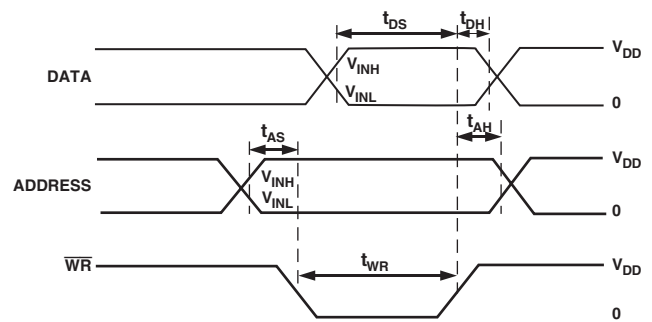 tDS tDH
DATA VINH VDD
VINL 0
tAS tAH
ADDRESS VINH VDD
VINL 0
WR tWR VDD
0